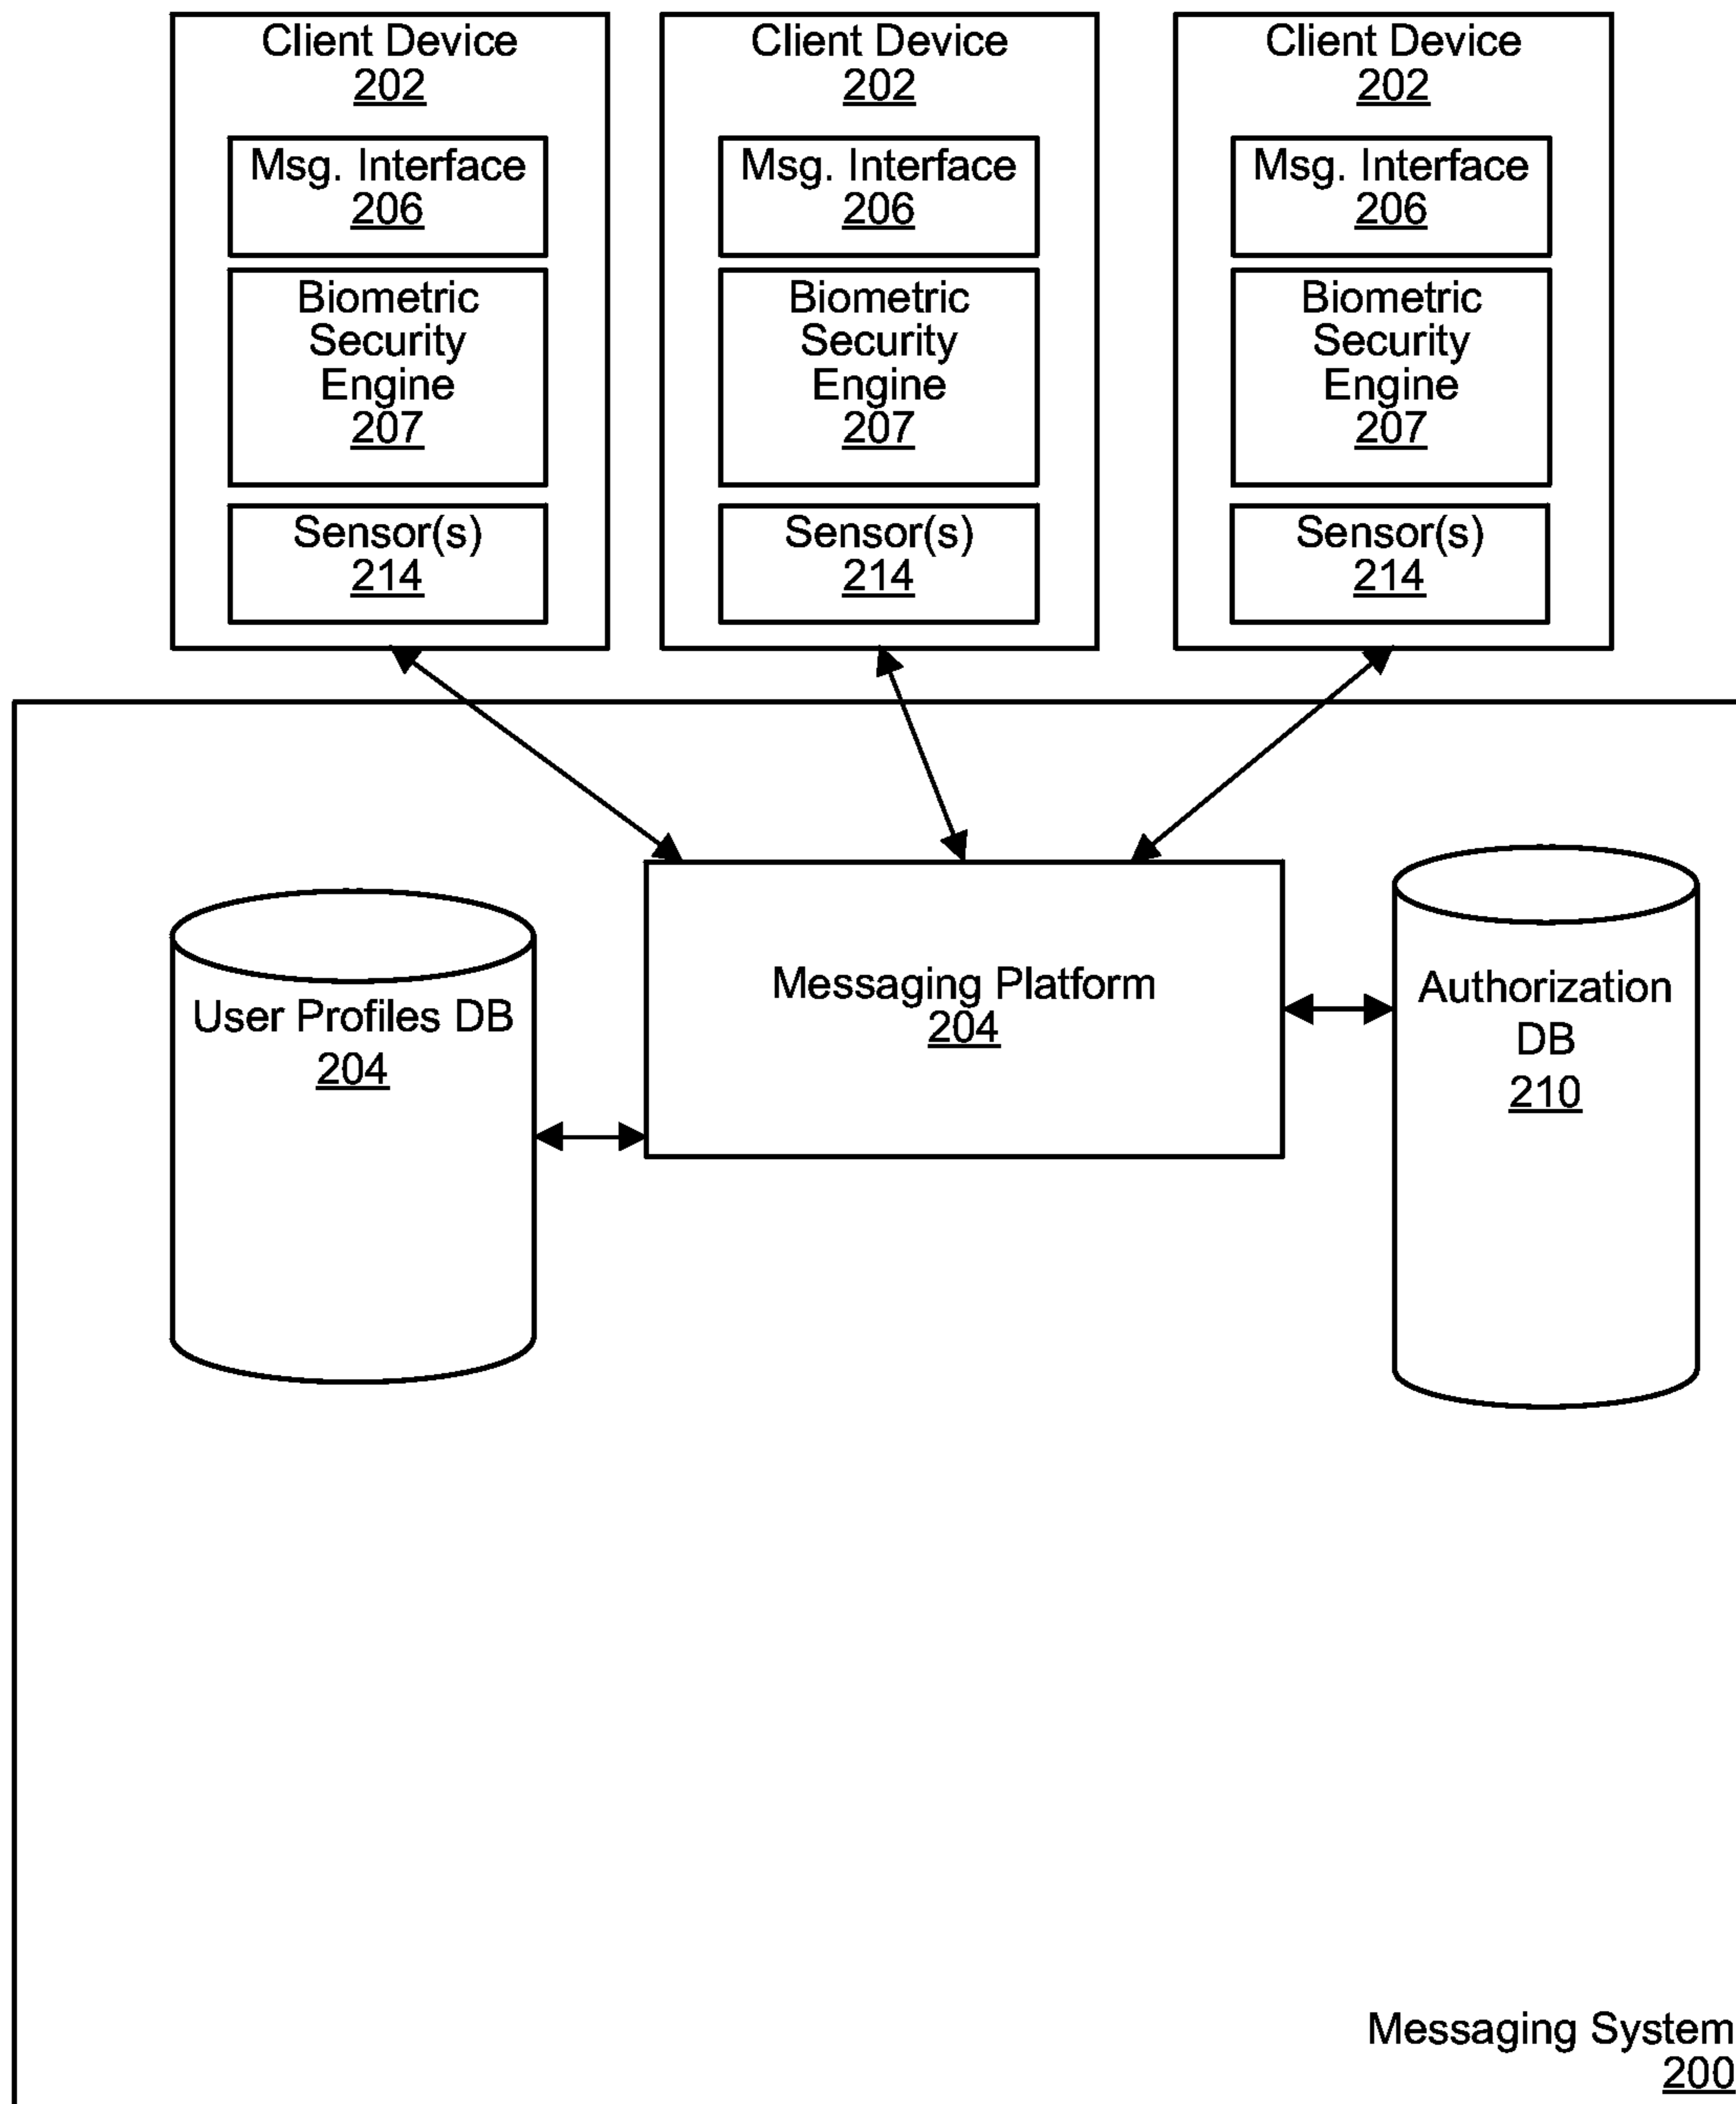 Client Device
202
Msg. Interface
206
Biometric
Security
Engine
207
Sensor(s)
214
Client Device
202
Msg. Interface
206
Biometric
Security
Engine
207
Sensor(s)
214
Client Device
202
Msg. Interface
206
Biometric
Security
Engine
207
Sensor(s)
214
User Profiles DB
204
Messaging Platform
204
Authorization
DB
210
Messaging System
200